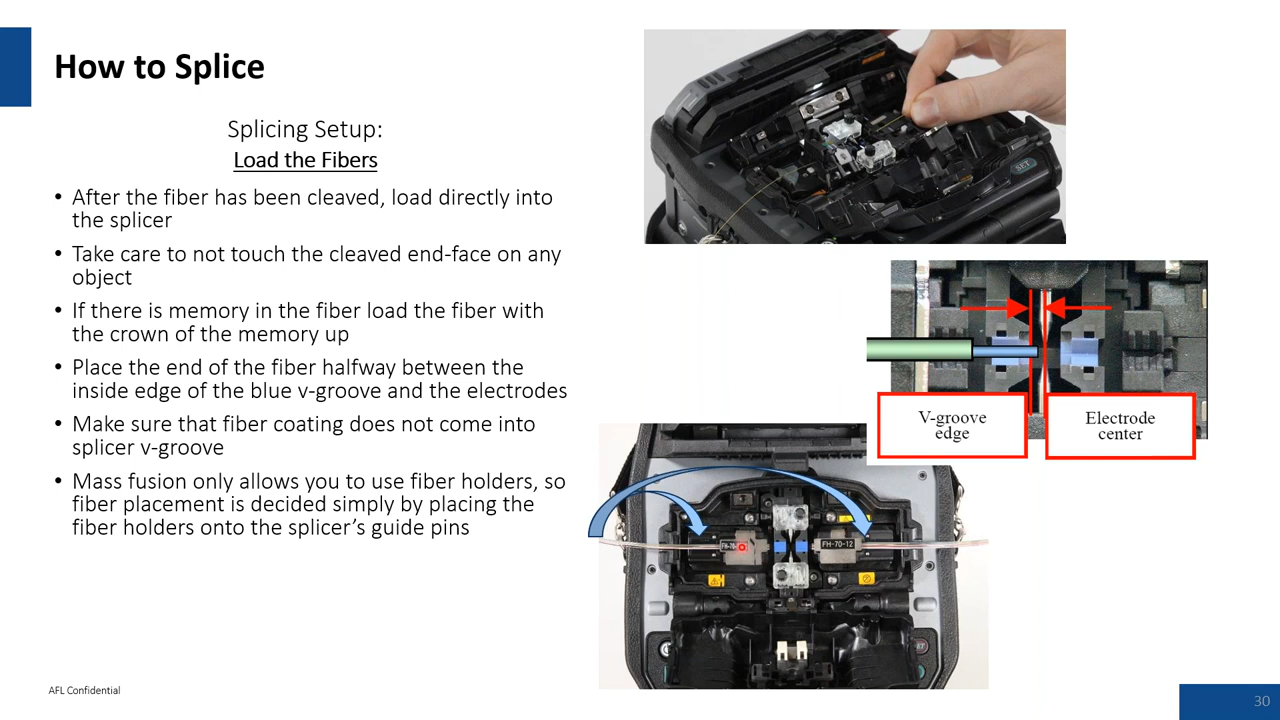 How to Splice
Splicing Setup:
Load the Fibers
• After the fiber has been cleaved, load directly into
the splicer
• Take care to not touch the cleaved end-face on any
object
• If there is memory in the fiber load the fiber with
the crown of the memory up
• Place the end of the fiber halfway between the
inside edge of the blue v-groove and the electrodes
• Make sure that fiber coating does not come into
splicer v-groove
• Mass fusion only allows you to use fiber holders, so
fiber placement is decided simply by placing the
fiber holders onto the splicer’s guide pins
SET
V-groove
edge
Electrode
center
FH-70-12
AFL Confidential
30